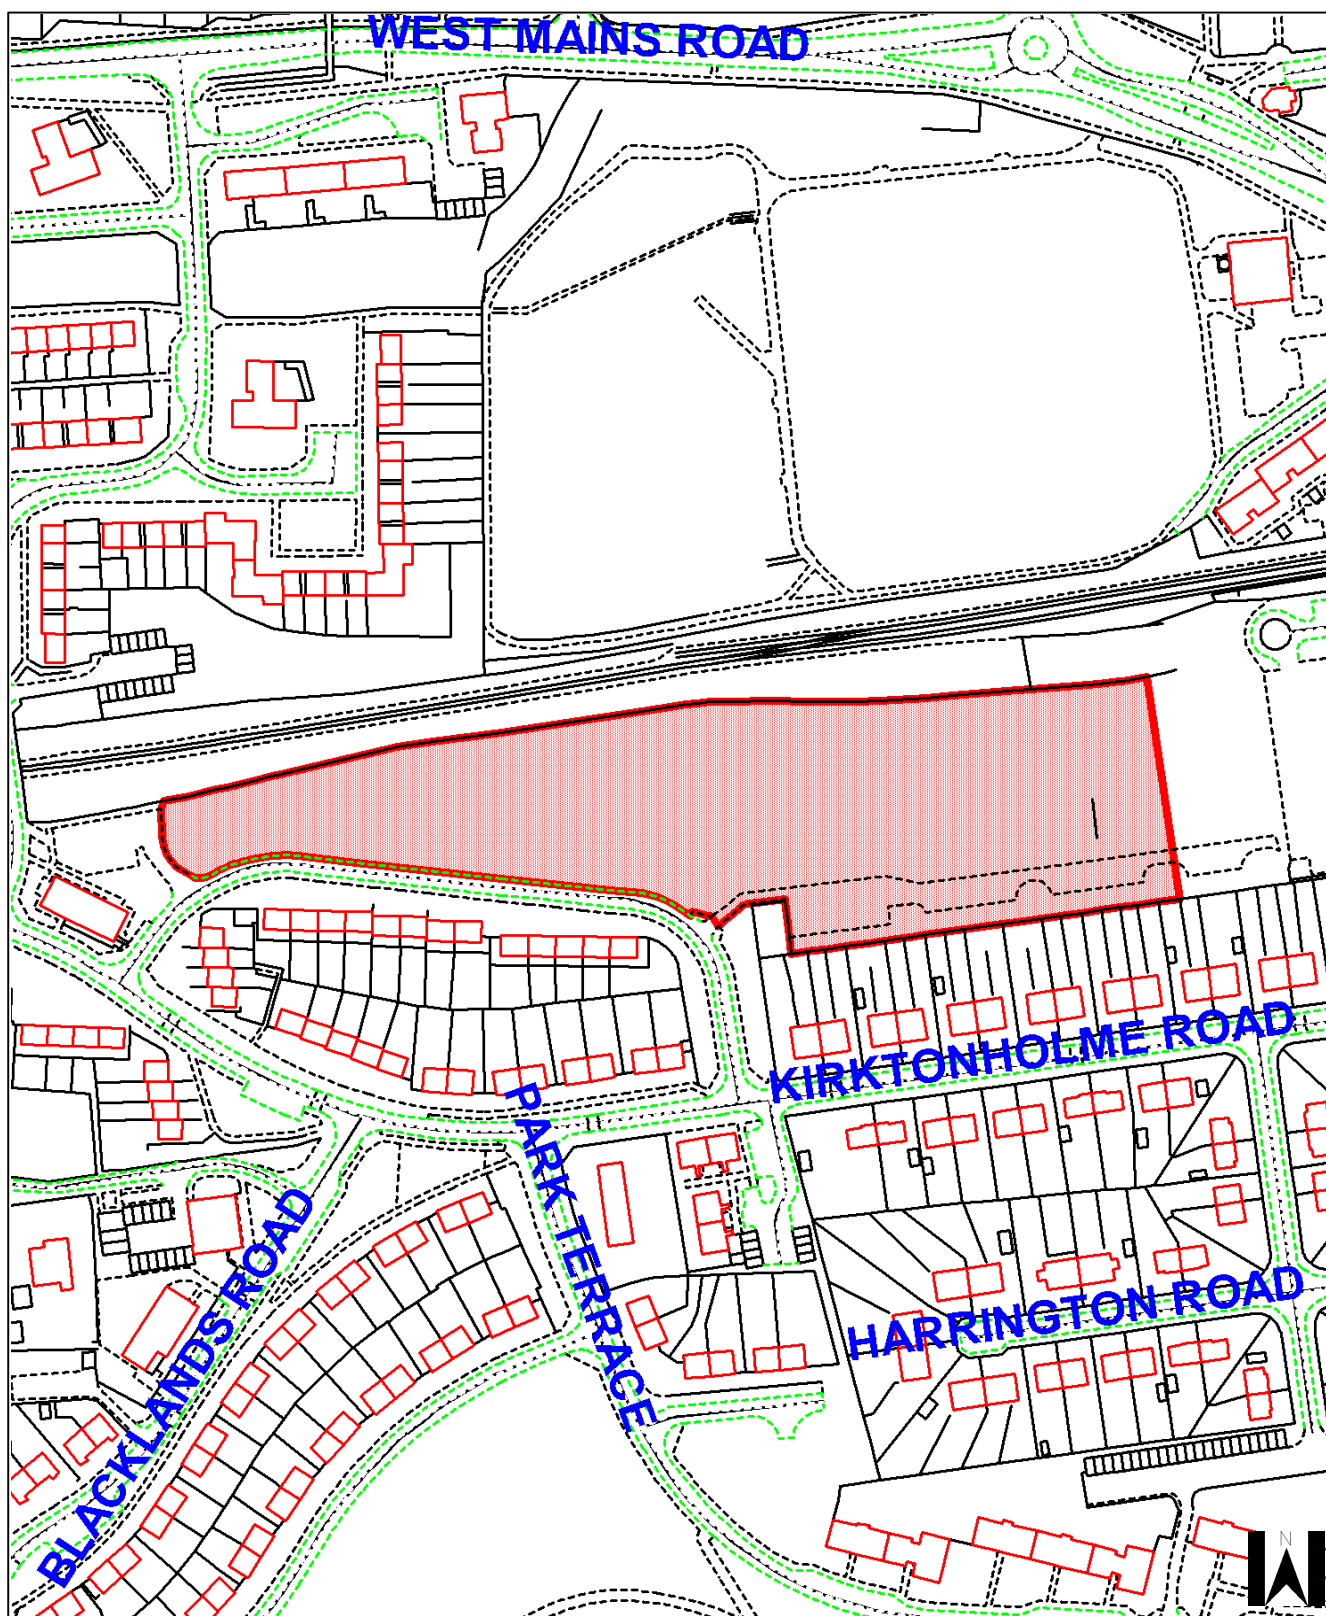 WEST MAINS ROAD
KIRKTONHOLME ROAD
PARK TERRACE
BLACKLANDS ROAD
HARRINGTON ROAD
N